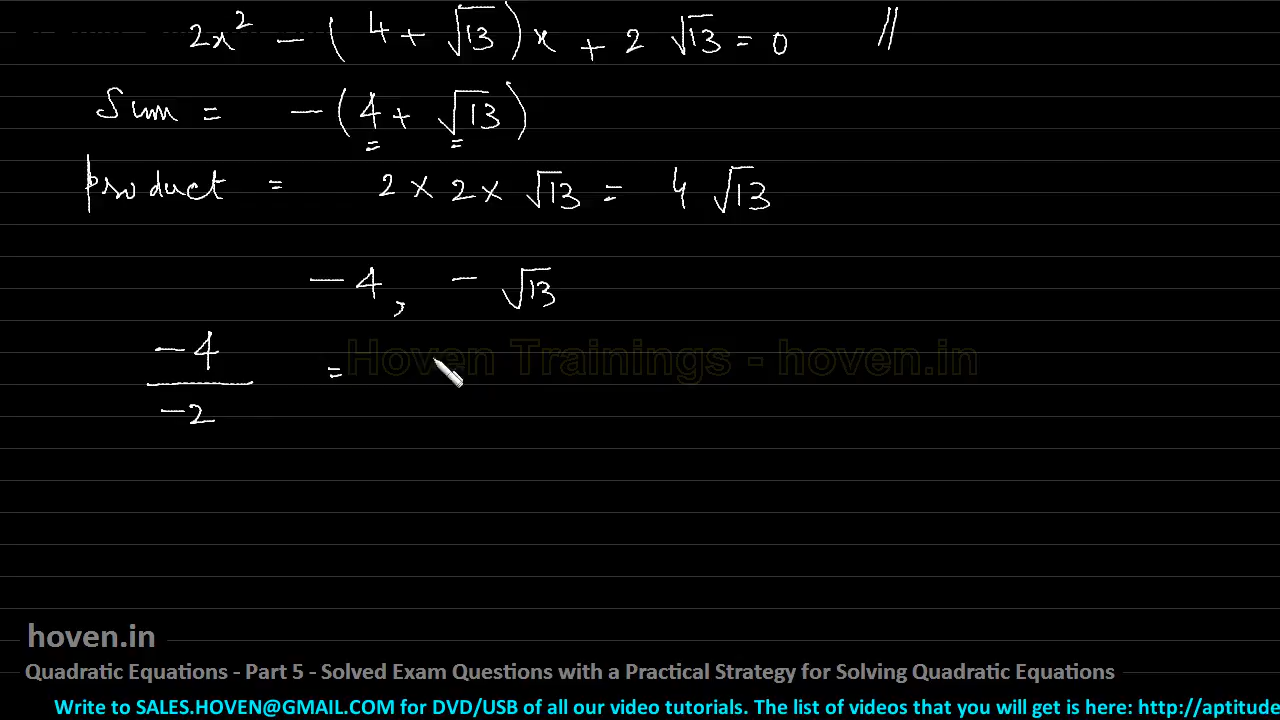 2x² - (4 + √13)x + 2√13 = 0 //
Sum = -(4 + √13)
product = 2 × 2 × √13 = 4√13
-4, -√13
-4
=
-2
Hoven Trainings - hoven.in
hoven.in
Quadratic Equations - Part 5 - Solved Exam Questions with a Practical Strategy for Solving Quadratic Equations
Write to SALES.HOVEN@GMAIL.COM for DVD/USB of all our video tutorials. The list of videos that you will get is here: http://aptitude